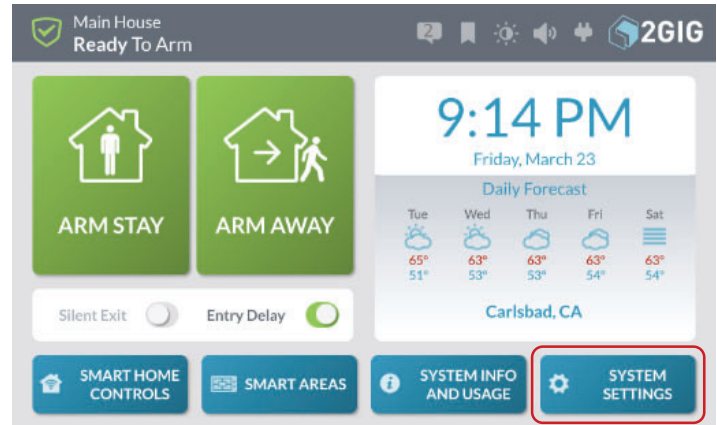 Main House
Ready To Arm
2
2GIG
ARM STAY
ARM AWAY
Silent Exit
Entry Delay
9:14 PM
Friday, March 23
Daily Forecast
Tue Wed Thu Fri Sat
65° 63° 63° 63° 63°
51° 53° 53° 54° 54°
Carlsbad, CA
SMART HOME
CONTROLS
SMART AREAS
SYSTEM INFO
AND USAGE
SYSTEM
SETTINGS